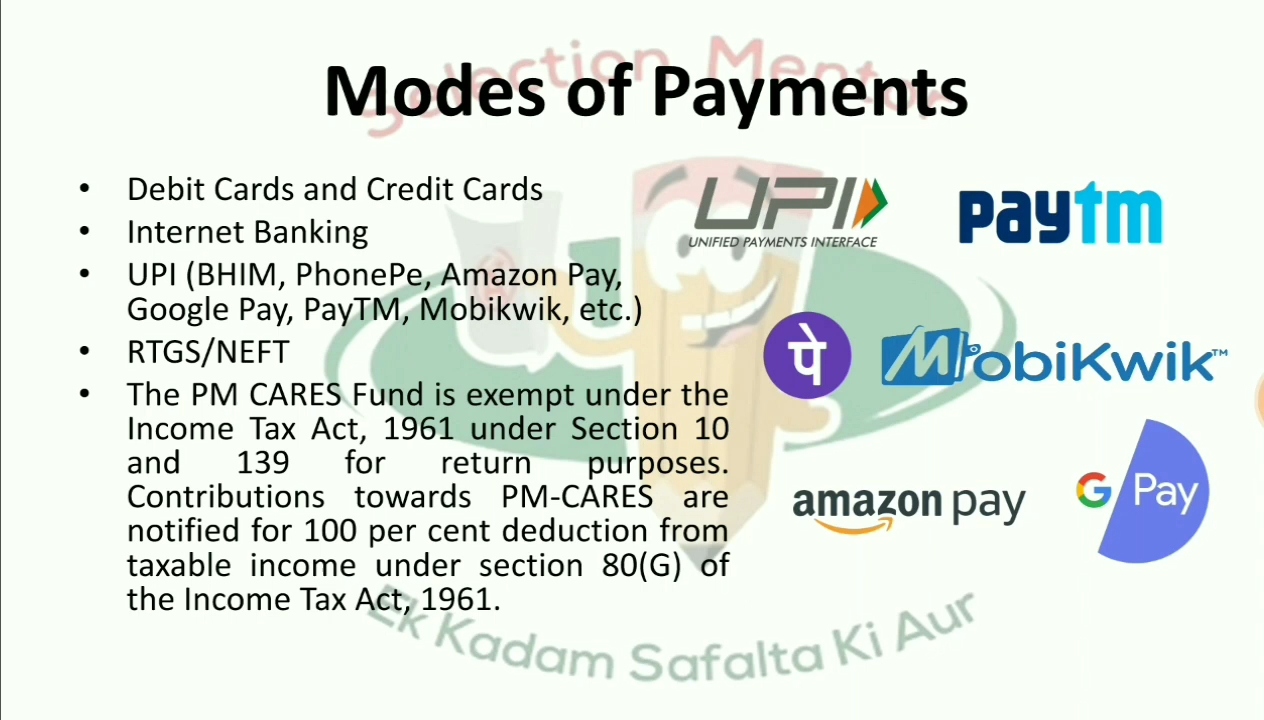 Selection Mentor
Modes of Payments
• Debit Cards and Credit Cards
• Internet Banking
• UPI (BHIM, PhonePe, Amazon Pay,
Google Pay, PayTM, Mobikwik, etc.)
• RTGS/NEFT
• The PM CARES Fund is exempt under the
Income Tax Act, 1961 under Section 10
and 139 for return purposes.
Contributions towards PM-CARES are
notified for 100 per cent deduction from
taxable income under section 80(G) of
the Income Tax Act, 1961.
UPI
UNIFIED PAYMENTS INTERFACE
paytm
पे
MobiKwik™
amazon pay
G Pay
Ek Kadam Safalta Ki Aur